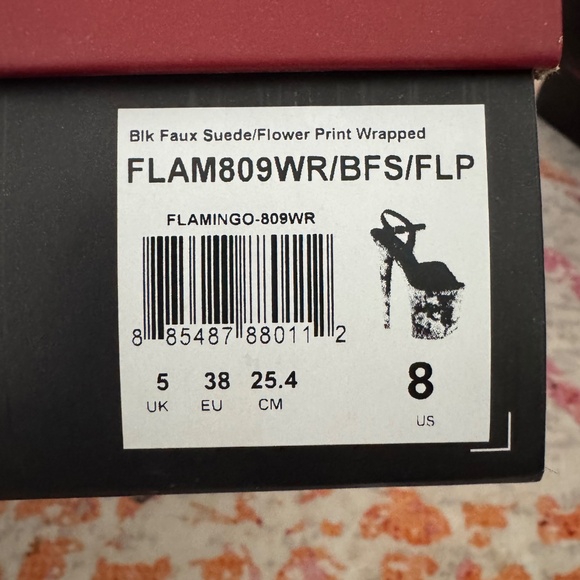 Blk Faux Suede/Flower Print Wrapped
FLAM809WR/BFS/FLP
FLAMINGO-809WR
8 85487 88011 2
5 38 25.4 8
UK EU CM US